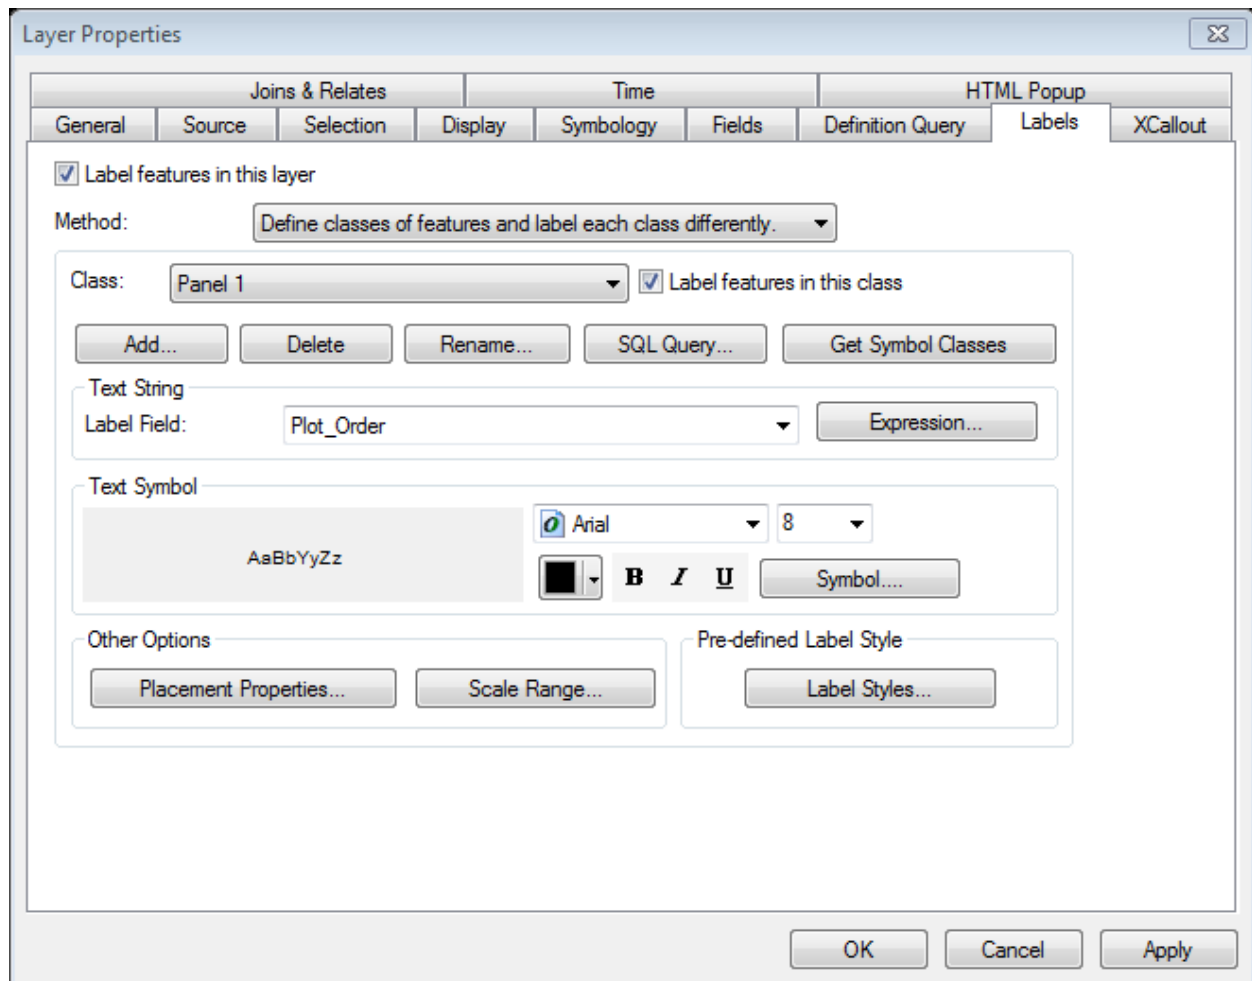 Layer Properties
Joins & Relates Time HTML Popup
General Source Selection Display Symbology Fields Definition Query Labels XCallout
Label features in this layer
Method: Define classes of features and label each class differently.
Class: Panel 1 Label features in this class
Add... Delete Rename... SQL Query... Get Symbol Classes
Text String
Label Field: Plot_Order Expression...
Text Symbol
AaBbYyZz
Arial 8
B I U Symbol....
Other Options Pre-defined Label Style
Placement Properties... Scale Range... Label Styles...
OK Cancel Apply